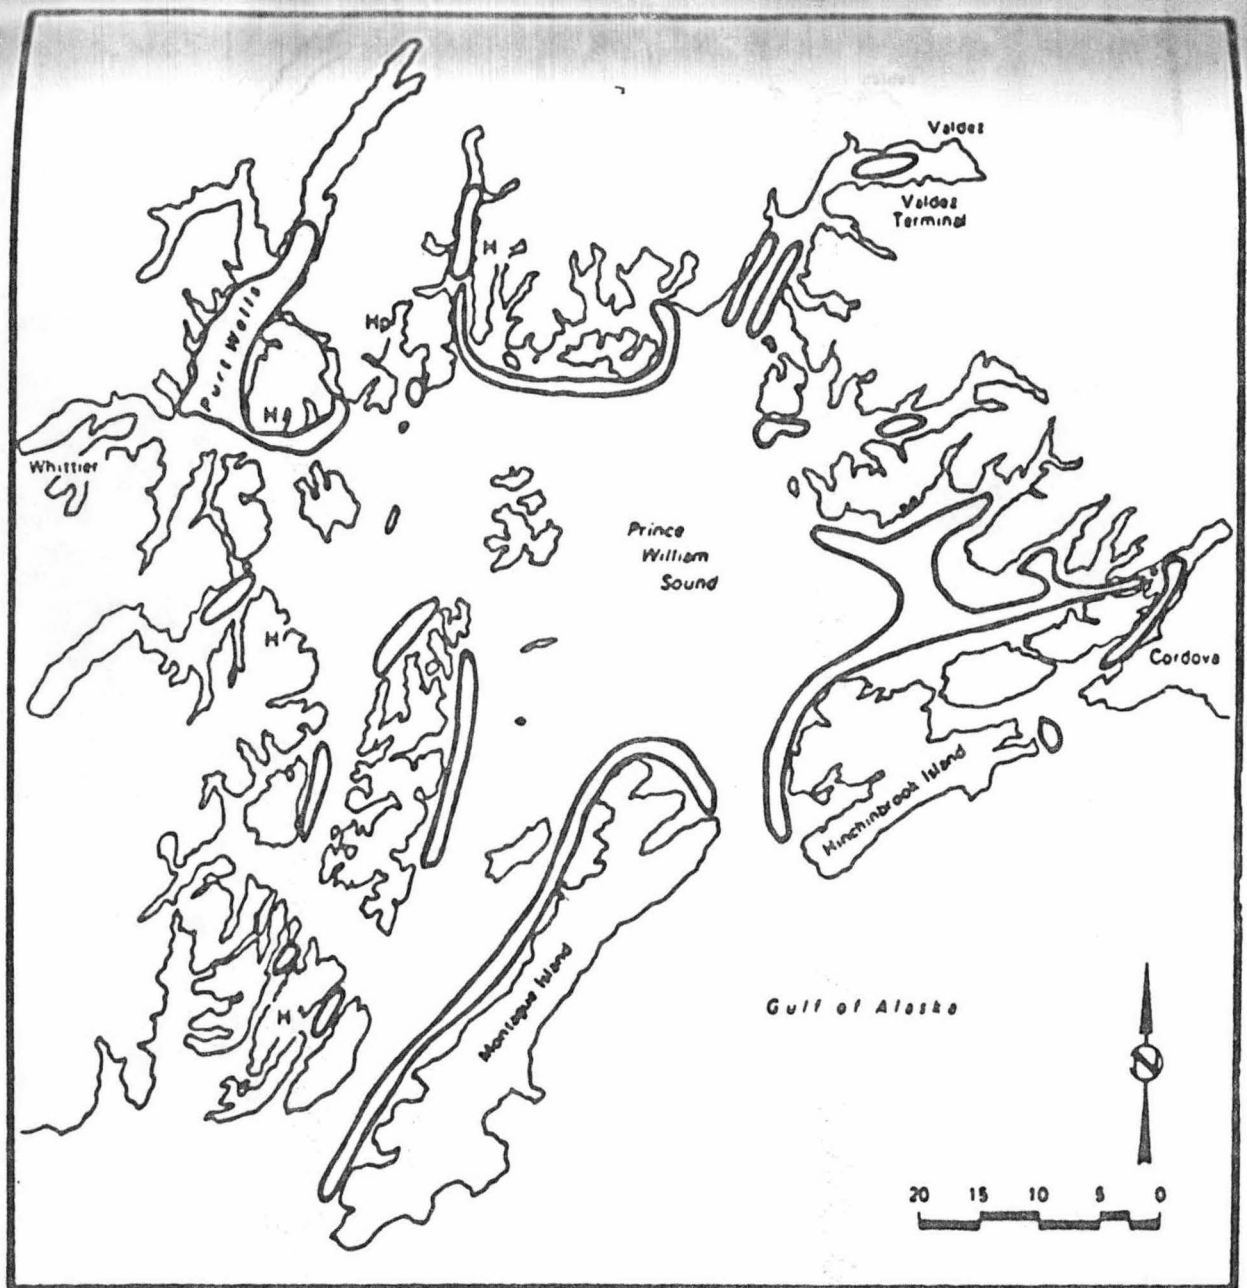 Valdez
Valdez
Terminal
H
Hp
Port Wells
H
Whittier
Prince
William
Sound
H
Cordova
Hinchinbrook Island
Montague Island
Gulf of Alaska
H
N
20 15 10 5 0